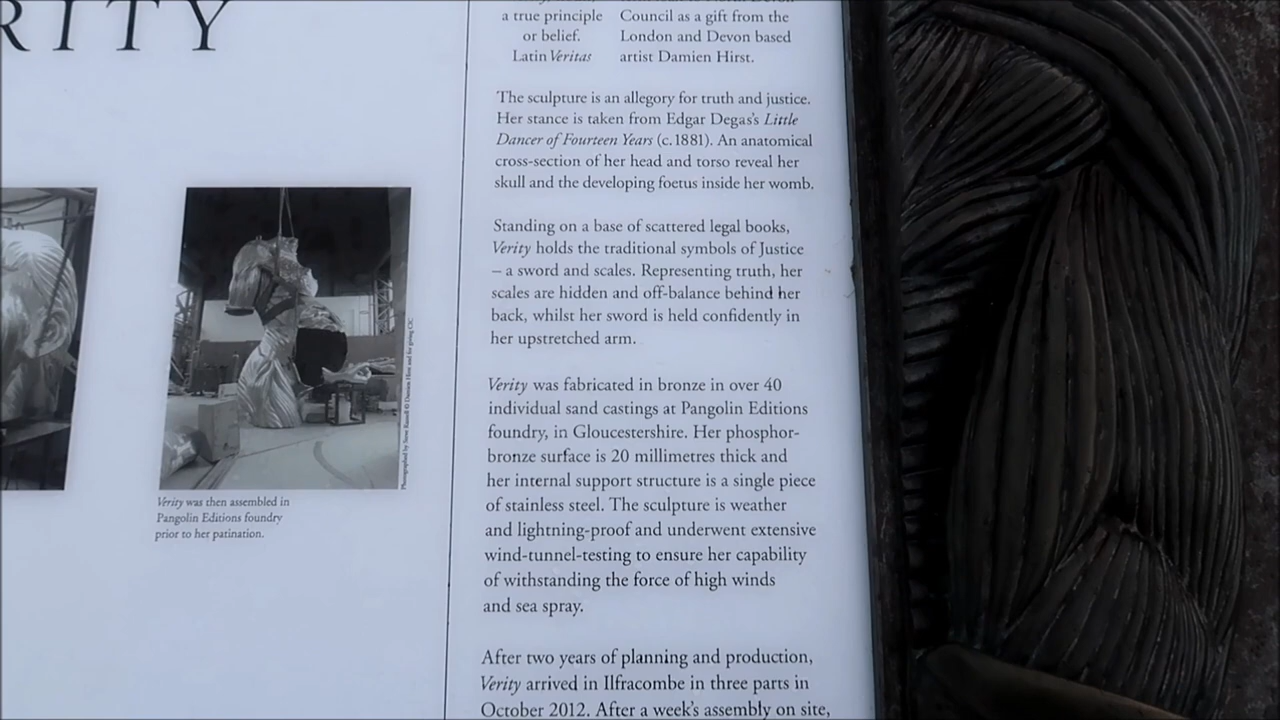 RITY
a true principle
or belief.
Latin Veritas
Council as a gift from the
London and Devon based
artist Damien Hirst.
The sculpture is an allegory for truth and justice.
Her stance is taken from Edgar Degas's Little
Dancer of Fourteen Years (c.1881). An anatomical
cross-section of her head and torso reveal her
skull and the developing foetus inside her womb.
Standing on a base of scattered legal books,
Verity holds the traditional symbols of Justice
– a sword and scales. Representing truth, her
scales are hidden and off-balance behind her
back, whilst her sword is held confidently in
her upstretched arm.
Verity was fabricated in bronze in over 40
individual sand castings at Pangolin Editions
foundry, in Gloucestershire. Her phosphor-
bronze surface is 20 millimetres thick and
her internal support structure is a single piece
of stainless steel. The sculpture is weather
and lightning-proof and underwent extensive
wind-tunnel-testing to ensure her capability
of withstanding the force of high winds
and sea spray.
After two years of planning and production,
Verity arrived in Ilfracombe in three parts in
October 2012. After a week's assembly on site,
Verity was then assembled in
Pangolin Editions foundry
prior to her patination.